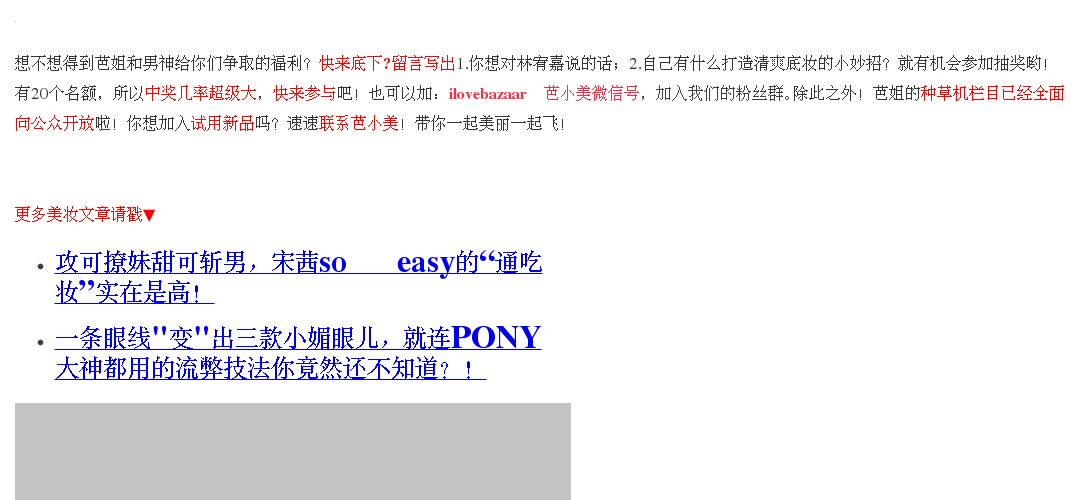 想不想得到芭姐和男神给你们争取的福利？快来底下?留言写出1.你想对林宥嘉说的话；2.自己有什么打造清爽底妆的小妙招？就有机会参加抽奖哟！
有20个名额，所以中奖几率超级大，快来参与吧！也可以加：ilovebazaar 芭小美微信号，加入我们的粉丝群。除此之外！芭姐的种草机栏目已经全面
向公众开放啦！你想加入试用新品吗？速速联系芭小美！带你一起美丽一起飞！
更多美妆文章请戳▼
• 攻可撩妹甜可斩男，宋茜so easy的“通吃
妆”实在是高！
• 一条眼线"变"出三款小媚眼儿，就连PONY
大神都用的流弊技法你竟然还不知道？！